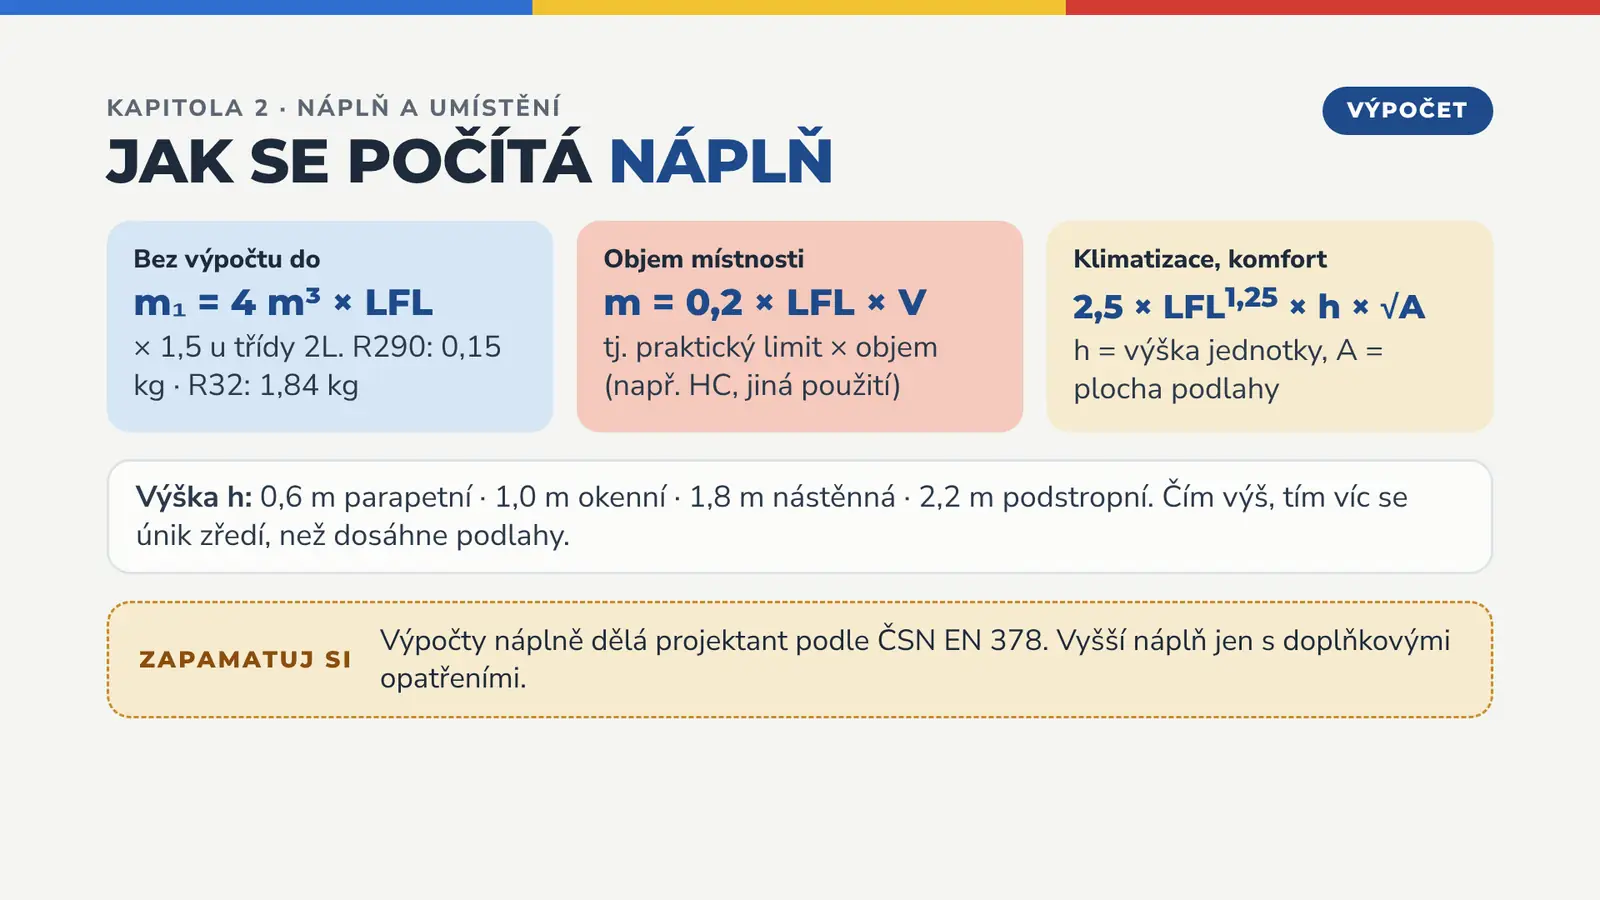 KAPITOLA 2 · NÁPLŇ A UMÍSTĚNÍ
VÝPOČET
JAK SE POČÍTÁ NÁPLŇ
Bez výpočtu do
m₁ = 4 m³ × LFL
× 1,5 u třídy 2L. R290: 0,15
kg · R32: 1,84 kg
Objem místnosti
m = 0,2 × LFL × V
tj. praktický limit × objem
(např. HC, jiná použití)
Klimatizace, komfort
2,5 × LFL¹,²⁵ × h × √A
h = výška jednotky, A =
plocha podlahy
Výška h: 0,6 m parapetní · 1,0 m okenní · 1,8 m nástěnná · 2,2 m podstropní. Čím výš, tím víc se
únik zředí, než dosáhne podlahy.
ZAPAMATUJ SI
Výpočty náplně dělá projektant podle ČSN EN 378. Vyšší náplň jen s doplňkovými
opatřeními.